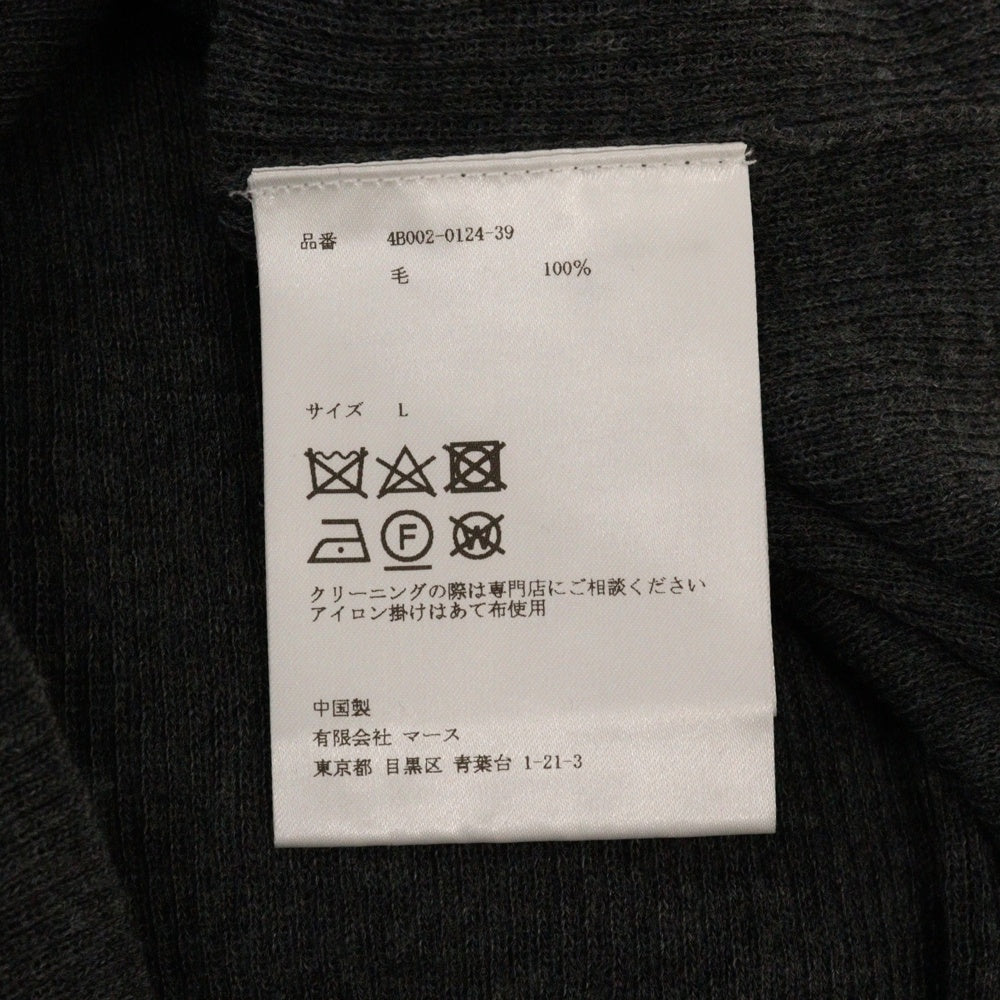 品番 4B002-0124-39
毛 100%
サイズ L
F W
クリーニングの際は専門店にご相談ください
アイロン掛けはあて布使用
中国製
有限会社 マース
東京都 目黒区 青葉台 1-21-3